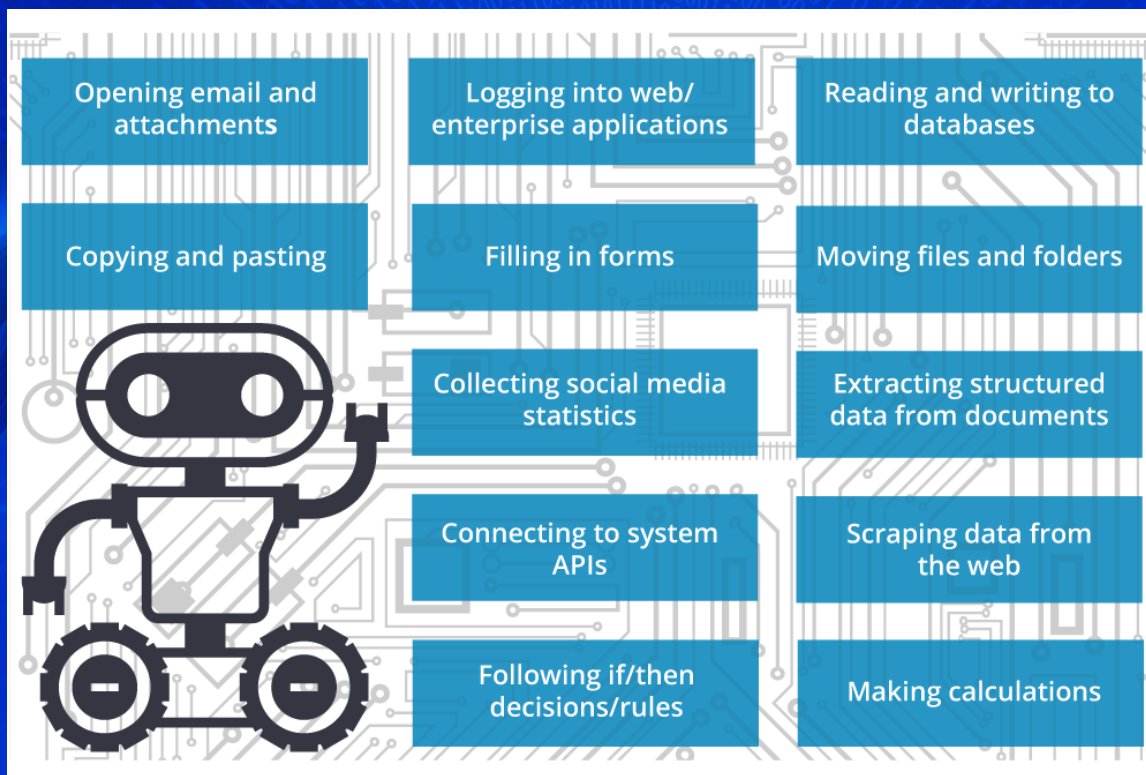 Opening email and
attachments
Logging into web/
enterprise applications
Reading and writing to
databases
Copying and pasting
Filling in forms
Moving files and folders
Collecting social media
statistics
Extracting structured
data from documents
Connecting to system
APIs
Scraping data from
the web
Following if/then
decisions/rules
Making calculations